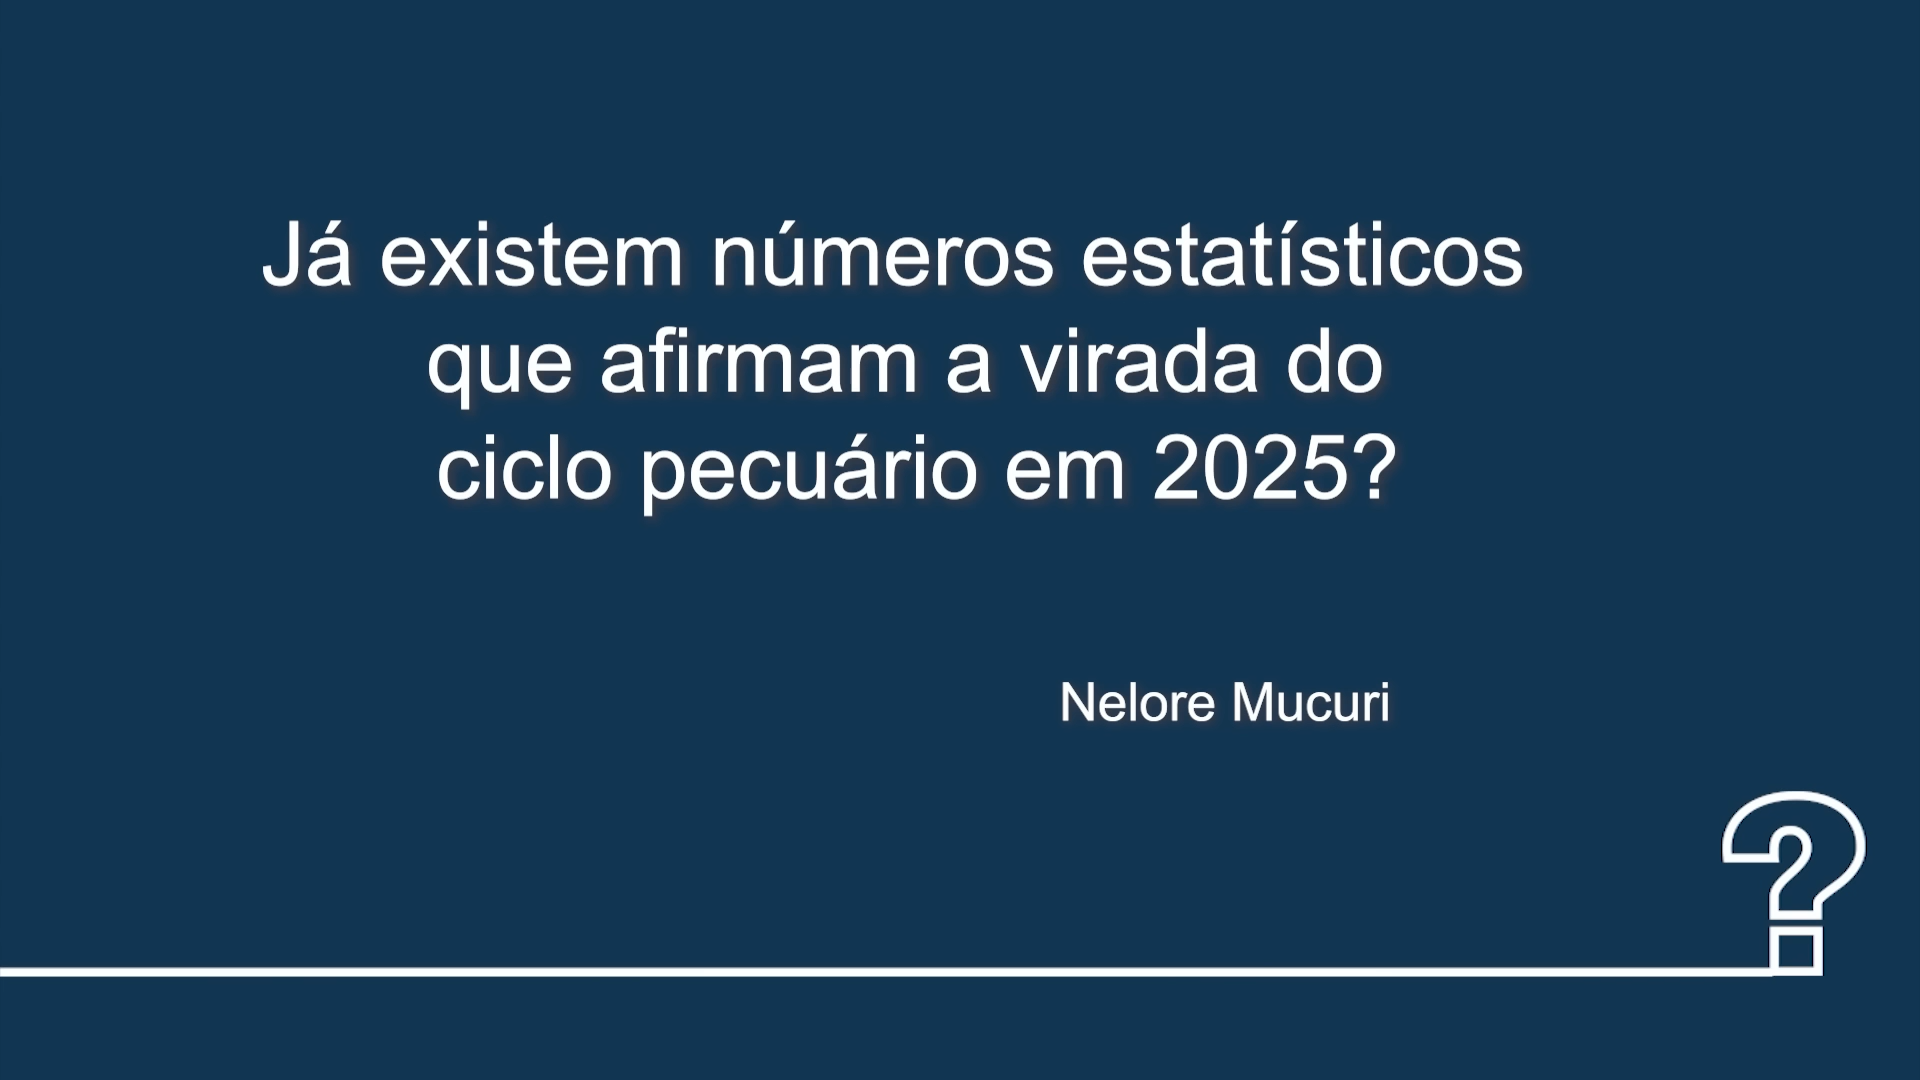 Já existem números estatísticos
que afirmam a virada do
ciclo pecuário em 2025?
Nelore Mucuri
?